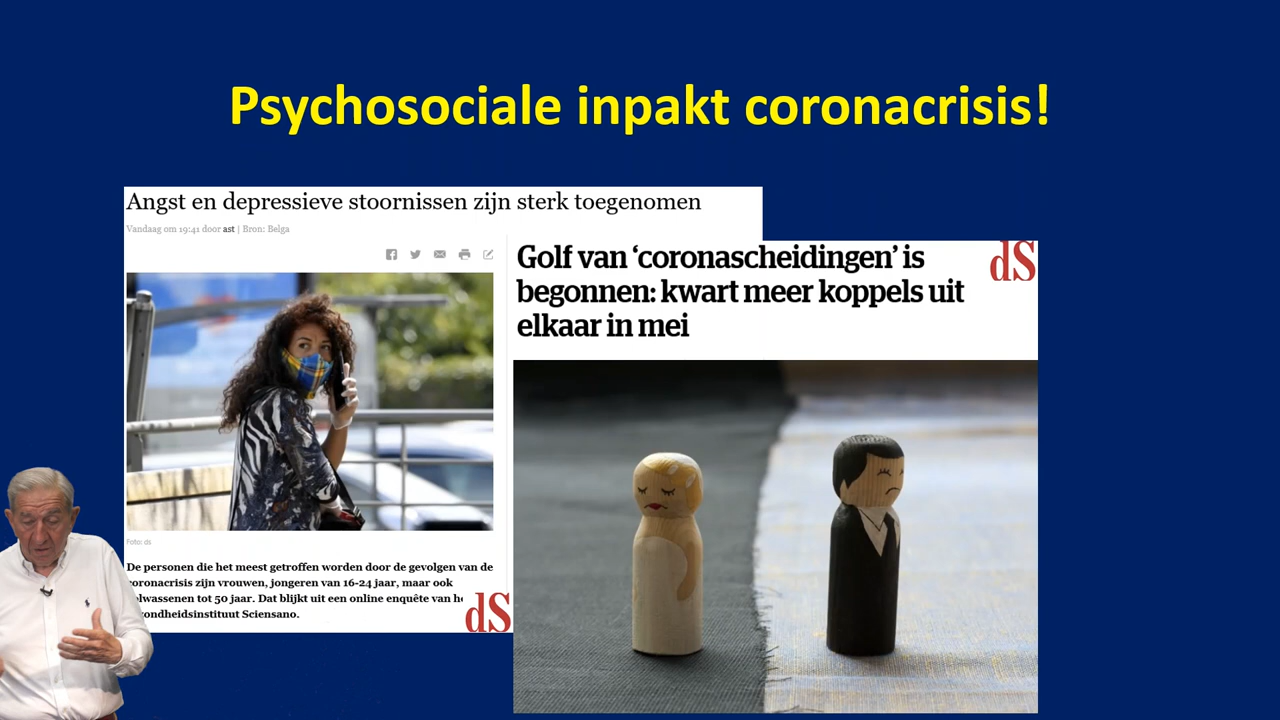 Psychosociale inpakt coronacrisis!
Angst en depressieve stoornissen zijn sterk toegenomen
Vandaag om 19:41 door ast | Bron: Belga
Golf van ‘coronascheidingen’ is
begonnen: kwart meer koppels uit
elkaar in mei
dS
Foto: ds
De personen die het meest getroffen worden door de gevolgen van de
coronacrisis zijn vrouwen, jongeren van 16-24 jaar, maar ook
lwassenen tot 50 jaar. Dat blijkt uit een online enquête van he
ondheidsinstituut Sciensano.
dS